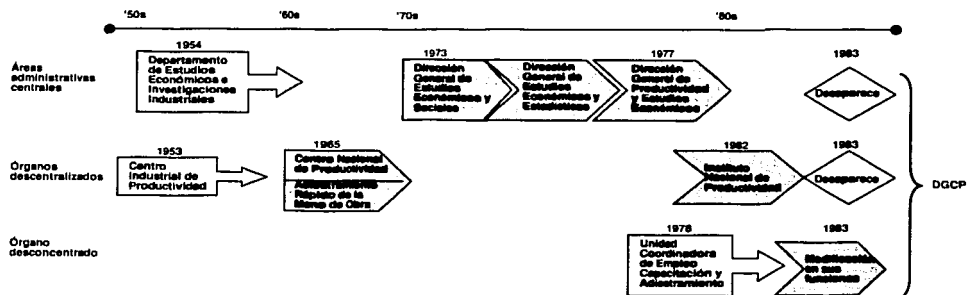 '50s '60s '70s '80s
Áreas
administrativas
centrales
1954
Departamento
de Estudios
Económicos e
Investigaciones
Industriales
1973
Dirección
General de
Estudios
Económicos y
Sociales
Dirección
General
de Estudios
Económicos y
Estadísticos
1977
Dirección
General de
Productividad
y Estudios
Económicos
1983
Desaparece
Órganos
descentralizados
1953
Centro
Industrial de
Productividad
1965
Centro Nacional
de Productividad
Adiestramiento
Rápido de la
Mano de Obra
1982
Instituto
Nacional de
Productividad
1983
Desaparece
DGCP
Órgano
desconcentrado
1978
Unidad
Coordinadora
de Empleo
Capacitación y
Adiestramiento
1983
Modificación
en sus
funciones